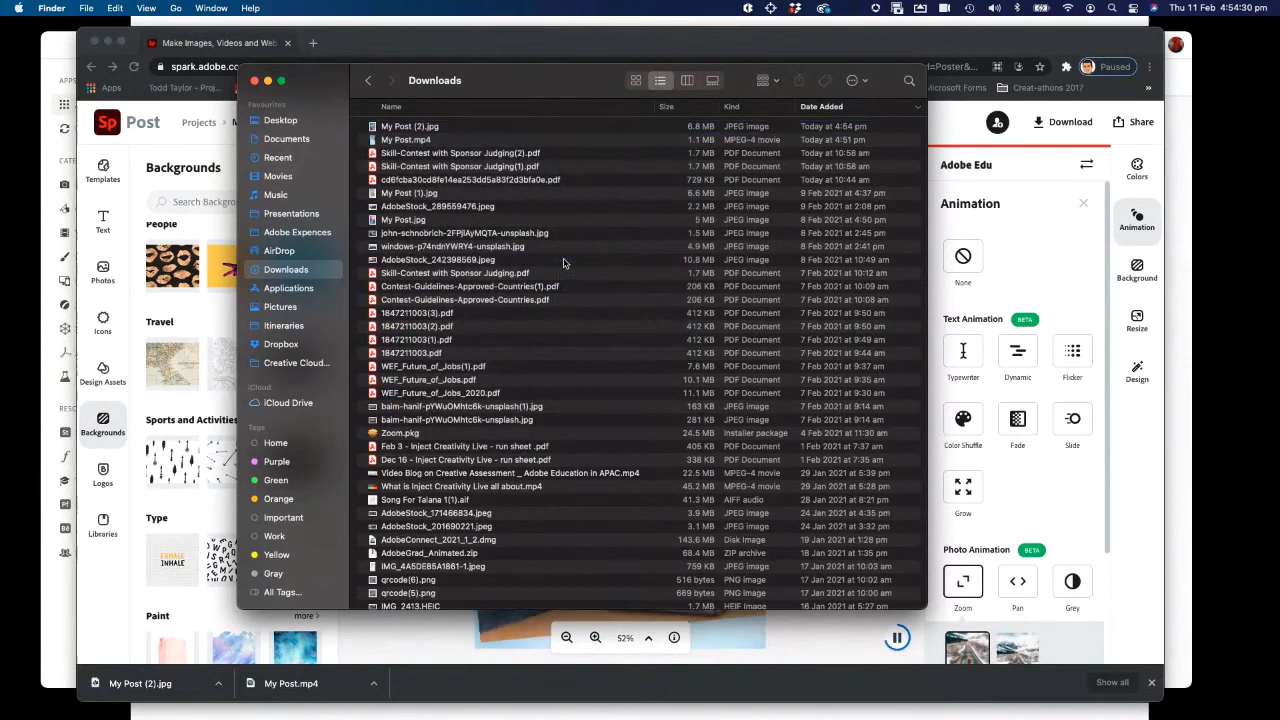 Finder File Edit View Go Window Help
Thu 11 Feb 4:54:30 pm
Make Images, Videos and Web
spark.adobe.co
=Poster&...
Paused
Apps
Todd Taylor - Proj...
Microsoft Forms
Creat-athons 2017
»
Sp Post
Projects
Download
Share
Templates
Text
Photos
Icons
Design Assets
Backgrounds
Logos
Libraries
Backgrounds
Search Backgro
People
Travel
Sports and Activities
Type
EXHALE
INHALE
Paint
more >
Favourites
Desktop
Documents
Recent
Movies
Music
Presentations
Adobe Expences
AirDrop
Downloads
Applications
Pictures
Itineraries
Dropbox
Creative Cloud...
iCloud
iCloud Drive
Tags
Home
Purple
Green
Orange
Important
Work
Yellow
Gray
All Tags...
Downloads
Name Size Kind Date Added
My Post (2).jpg 6.8 MB JPEG image Today at 4:54 pm
My Post.mp4 1.1 MB MPEG-4 movie Today at 4:51 pm
Skill-Contest with Sponsor Judging(2).pdf 1.7 MB PDF Document Today at 10:58 am
Skill-Contest with Sponsor Judging(1).pdf 1.7 MB PDF Document Today at 10:58 am
cd6fcba30cd8fe14ea253dd5a83f2d3bfa0e.pdf 729 KB PDF Document Today at 10:44 am
My Post (1).jpg 6.6 MB JPEG image 9 Feb 2021 at 4:37 pm
AdobeStock_289559476.jpeg 2.2 MB JPEG image 9 Feb 2021 at 2:08 pm
My Post.jpg 5 MB JPEG image 8 Feb 2021 at 4:50 pm
john-schnobrich-2FPjlAyMQTA-unsplash.jpg 1.5 MB JPEG image 8 Feb 2021 at 2:45 pm
windows-p74ndnYWRY4-unsplash.jpg 4.9 MB JPEG image 8 Feb 2021 at 2:41 pm
AdobeStock_242398569.jpeg 10.8 MB JPEG image 8 Feb 2021 at 10:49 am
Skill-Contest with Sponsor Judging.pdf 1.7 MB PDF Document 7 Feb 2021 at 10:12 am
Contest-Guidelines-Approved-Countries(1).pdf 206 KB PDF Document 7 Feb 2021 at 10:09 am
Contest-Guidelines-Approved-Countries.pdf 206 KB PDF Document 7 Feb 2021 at 10:08 am
1847211003(3).pdf 412 KB PDF Document 7 Feb 2021 at 9:50 am
1847211003(2).pdf 412 KB PDF Document 7 Feb 2021 at 9:50 am
1847211003(1).pdf 412 KB PDF Document 7 Feb 2021 at 9:49 am
1847211003.pdf 412 KB PDF Document 7 Feb 2021 at 9:44 am
WEF_Future_of_Jobs(1).pdf 7.6 MB PDF Document 7 Feb 2021 at 9:37 am
WEF_Future_of_Jobs.pdf 10.1 MB PDF Document 7 Feb 2021 at 9:35 am
WEF_Future_of_Jobs_2020.pdf 11.1 MB PDF Document 7 Feb 2021 at 9:30 am
baim-hanif-pYWuOMhtc6k-unsplash(1).jpg 163 KB JPEG image 7 Feb 2021 at 9:14 am
baim-hanif-pYWuOMhtc6k-unsplash.jpg 281 KB JPEG image 7 Feb 2021 at 9:14 am
Zoom.pkg 24.5 MB Installer package 4 Feb 2021 at 11:30 am
Feb 3 - Inject Creativity Live - run sheet .pdf 405 KB PDF Document 1 Feb 2021 at 7:37 am
Dec 16 - Inject Creativity Live - run sheet.pdf 338 KB PDF Document 1 Feb 2021 at 7:35 am
Video Blog on Creative Assessment _ Adobe Education in APAC.mp4 22.5 MB MPEG-4 movie 29 Jan 2021 at 5:39 pm
What is Inject Creativity Live all about.mp4 45.2 MB MPEG-4 movie 29 Jan 2021 at 5:28 pm
Song For Talana 1(1).aif 41.3 MB AIFF audio 28 Jan 2021 at 8:21 pm
AdobeStock_171466834.jpeg 3.9 MB JPEG image 24 Jan 2021 at 4:35 pm
AdobeStock_201690221.jpeg 3.1 MB JPEG image 24 Jan 2021 at 3:32 pm
AdobeConnect_2021_1_2.dmg 143.6 MB Disk Image 19 Jan 2021 at 1:28 pm
AdobeGrad_Animated.zip 68.4 MB ZIP archive 18 Jan 2021 at 1:35 pm
IMG_4A5DE85A1861-1.jpeg 759 KB JPEG image 17 Jan 2021 at 10:03 am
qrcode(6).png 516 bytes PNG image 17 Jan 2021 at 10:02 am
qrcode(5).png 669 bytes PNG image 17 Jan 2021 at 10:00 am
IMG_2413.HEIC 1.7 MB HEIF Image 16 Jan 2021 at 5:27 pm
Adobe Edu
Animation
None
Text Animation BETA
Typewriter Dynamic Flicker
Color Shuffle Fade Slide
Grow
Photo Animation BETA
Zoom Pan Grey
Colors
Animation
Background
Resize
Design
52%
My Post (2).jpg
My Post.mp4
Show all
APPS
CATE
RESC
St
Pf
Bē